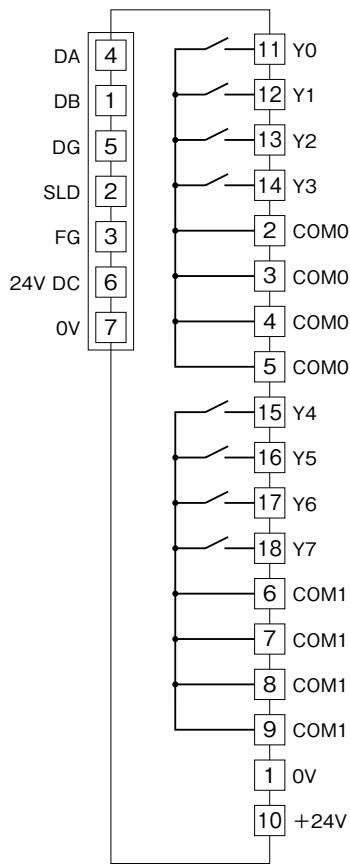 DA 4
DB 1
DG 5
SLD 2
FG 3
24V DC 6
0V 7
11 Y0
12 Y1
13 Y2
14 Y3
2 COM0
3 COM0
4 COM0
5 COM0
15 Y4
16 Y5
17 Y6
18 Y7
6 COM1
7 COM1
8 COM1
9 COM1
1 0V
10 +24V